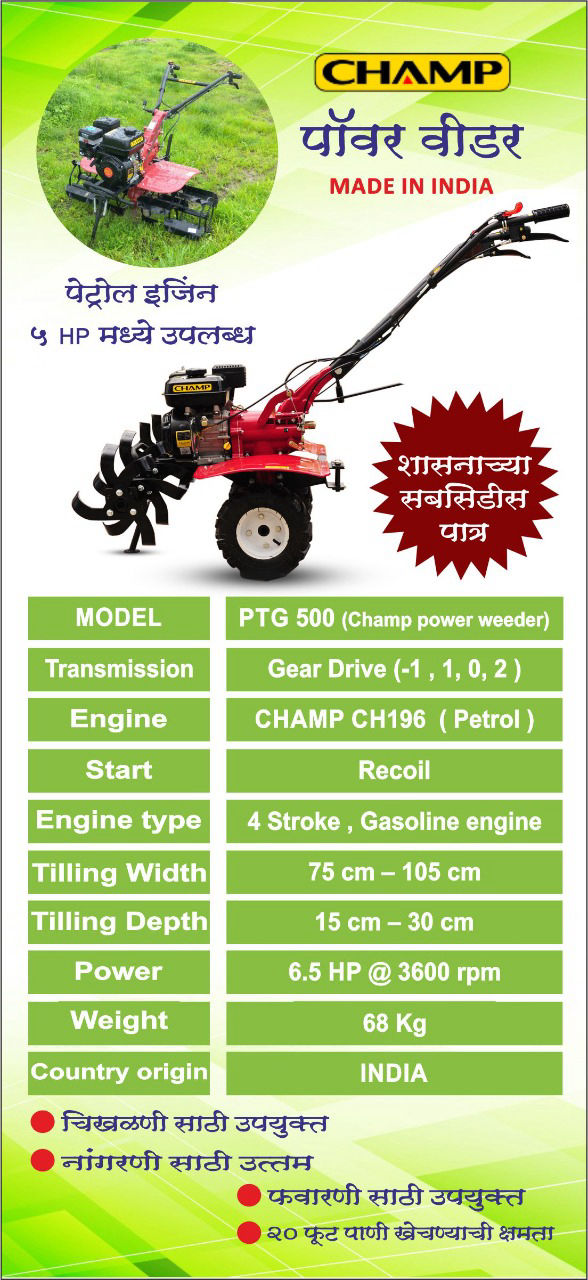 CHAMP
पॉवर वीडर
MADE IN INDIA
पेट्रोल इजिंन
५ HP मध्ये उपलब्ध
CHAMP
शासनाच्या
सबसिडीस
पात्र
MODEL PTG 500 (Champ power weeder)
Transmission Gear Drive (-1 , 1, 0, 2 )
Engine CHAMP CH196 ( Petrol )
Start Recoil
Engine type 4 Stroke , Gasoline engine
Tilling Width 75 cm – 105 cm
Tilling Depth 15 cm – 30 cm
Power 6.5 HP @ 3600 rpm
Weight 68 Kg
Country origin INDIA
चिखळणी साठी उपयुक्त
नांगरणी साठी उत्तम
फवारणी साठी उपयुक्त
२० फूट पाणी खेचण्याची क्षमता